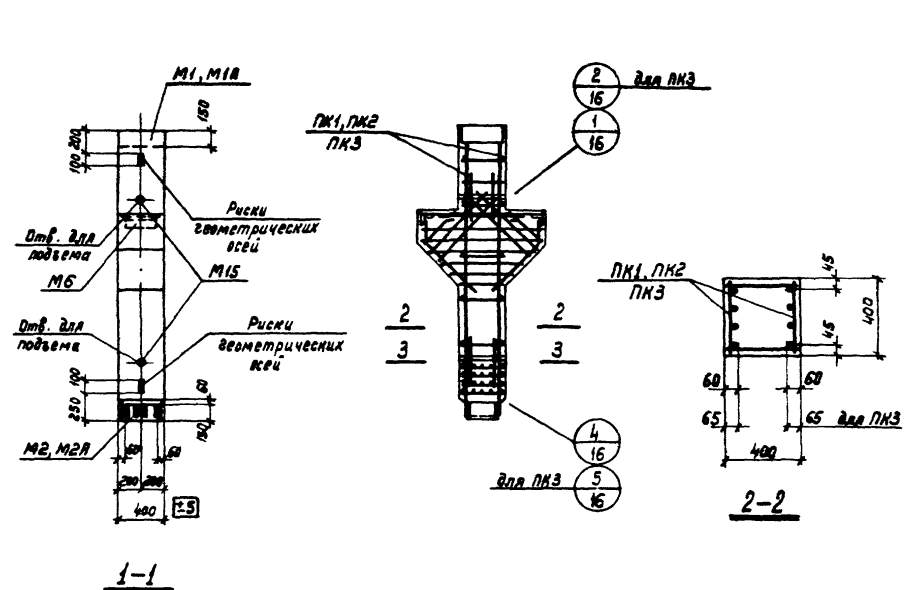 М1, М1А
200
150
100
Риски
геометрических
осей
Отв. для
подъема
М6
М15
Отв. для
подъема
Риски
геометрических
осей
100
60
250
150
М2, М2А
60
60
200
200
400
±5
1-1
2
16
для ПК3
1
16
ПК1, ПК2
ПК3
2
2
3
3
4
16
для ПК3
5
16
ПК1, ПК2
ПК3
45
400
45
60
60
65
65
для ПК3
400
2-2